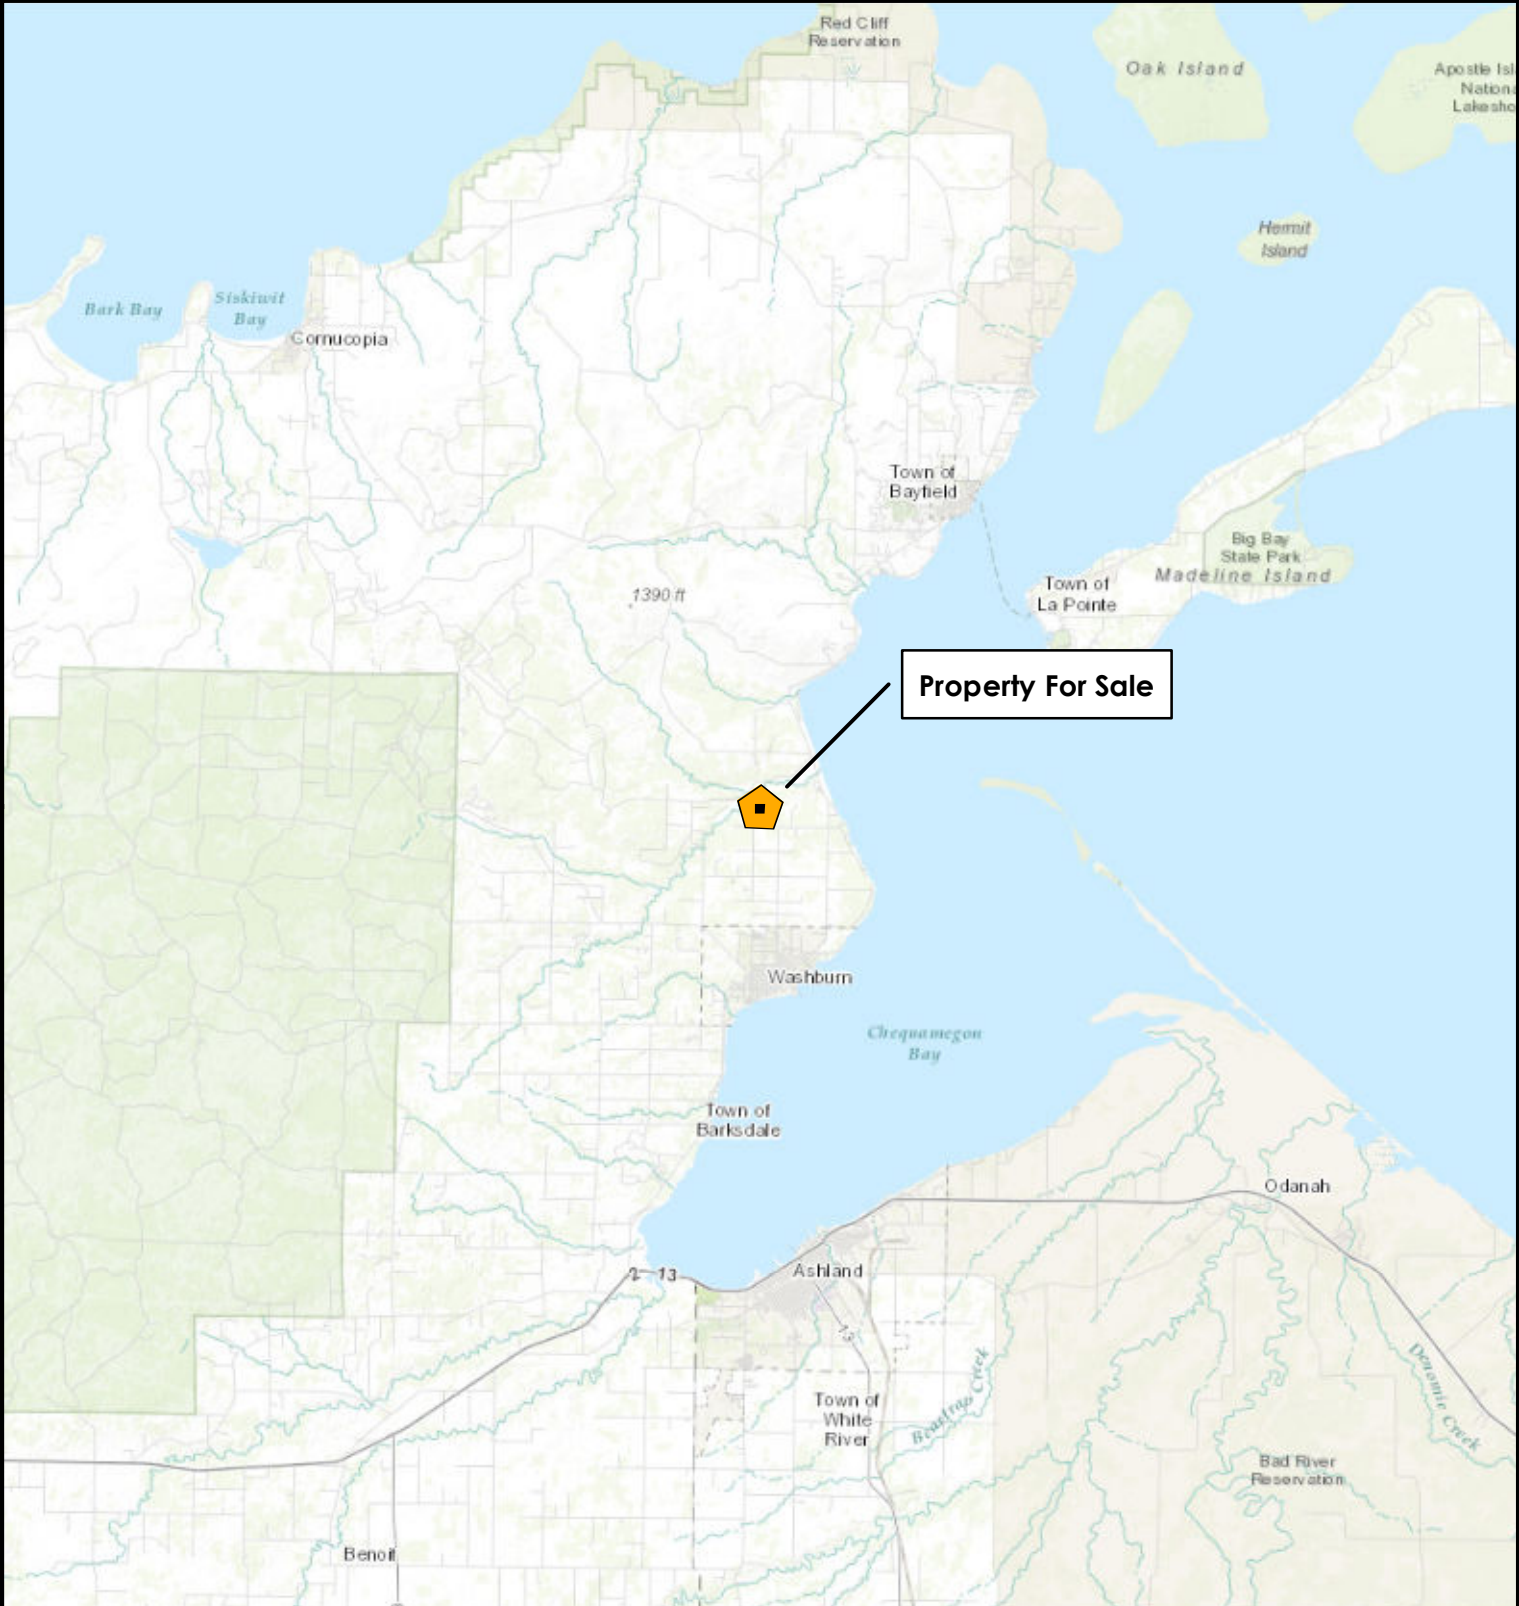 Red Cliff
Reservation
Oak Island
Apostle Isl
Nationa
Lakesho
Hermit
Island
Bark Bay
Siskiwit
Bay
Cornucopia
Town of
Bayfield
Big Bay
State Park
Madeline Island
Town of
La Pointe
1390 ft
Property For Sale
Washburn
Chequamegon
Bay
Town of
Barksdale
Odanah
2
13
Ashland
13
Town of
White
River
Beartrap Creek
Denomie Creek
Bad River
Reservation
Benoit